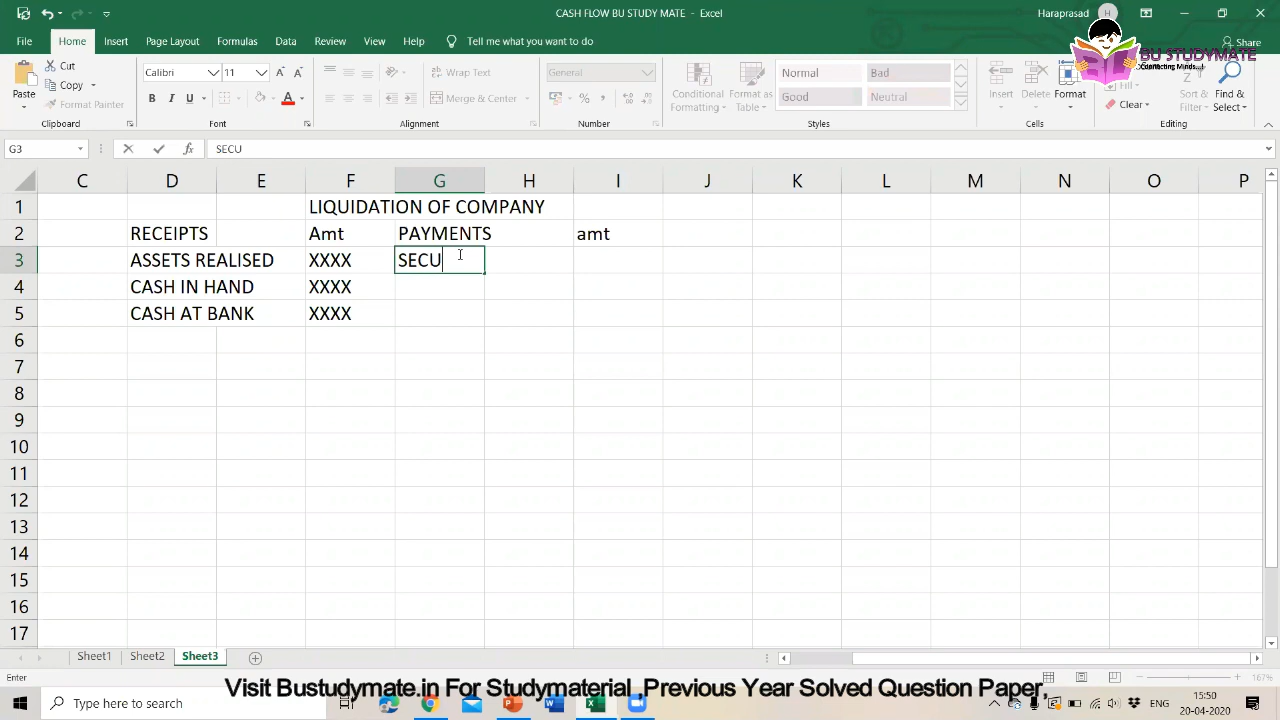 CASH FLOW BU STUDY MATE - Excel
Haraprasad
File Home Insert Page Layout Formulas Data Review View Help Tell me what you want to do Share
BU STUDYMATE
Connecting Minds....
Paste
Cut
Copy
Format Painter
Clipboard
Calibri 11
B I U
Font
Wrap Text
Merge & Center
Alignment
General
Number
Conditional Formatting
Format as Table
Normal Bad
Good Neutral
Styles
Insert Delete Format
Cells
Fill
Clear
Sort & Filter
Find & Select
Editing
G3 SECU
C D E F G H I J K L M N O P
1 LIQUIDATION OF COMPANY
2 RECEIPTS Amt PAYMENTS amt
3 ASSETS REALISED XXXX SECU
4 CASH IN HAND XXXX
5 CASH AT BANK XXXX
6
7
8
9
10
11
12
13
14
15
16
17
Sheet1 Sheet2 Sheet3
Enter 167%
Visit Bustudymate.in For Studymaterial ,Previous Year Solved Question Paper,
Type here to search
15:50
20-04-2020